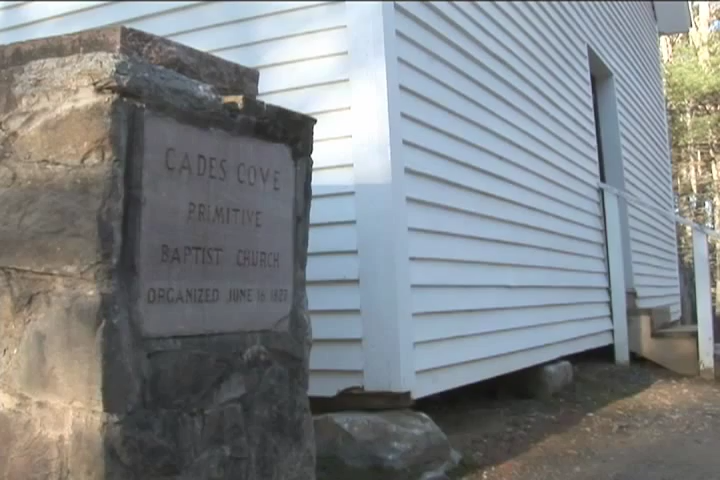 CADES COVE
PRIMITIVE
BAPTIST CHURCH
ORGANIZED JUNE 16 1827